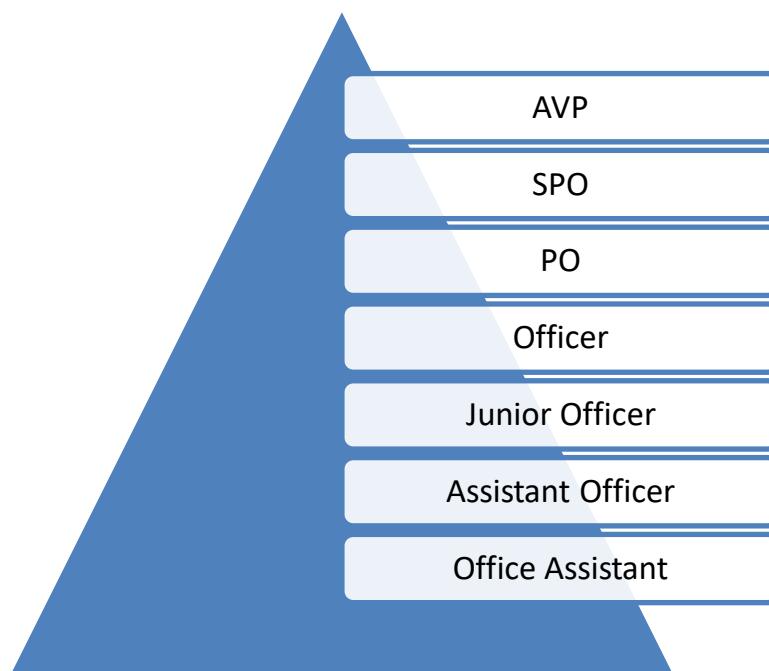 AVP
SPO
PO
Officer
Junior Officer
Assistant Officer
Office Assistant